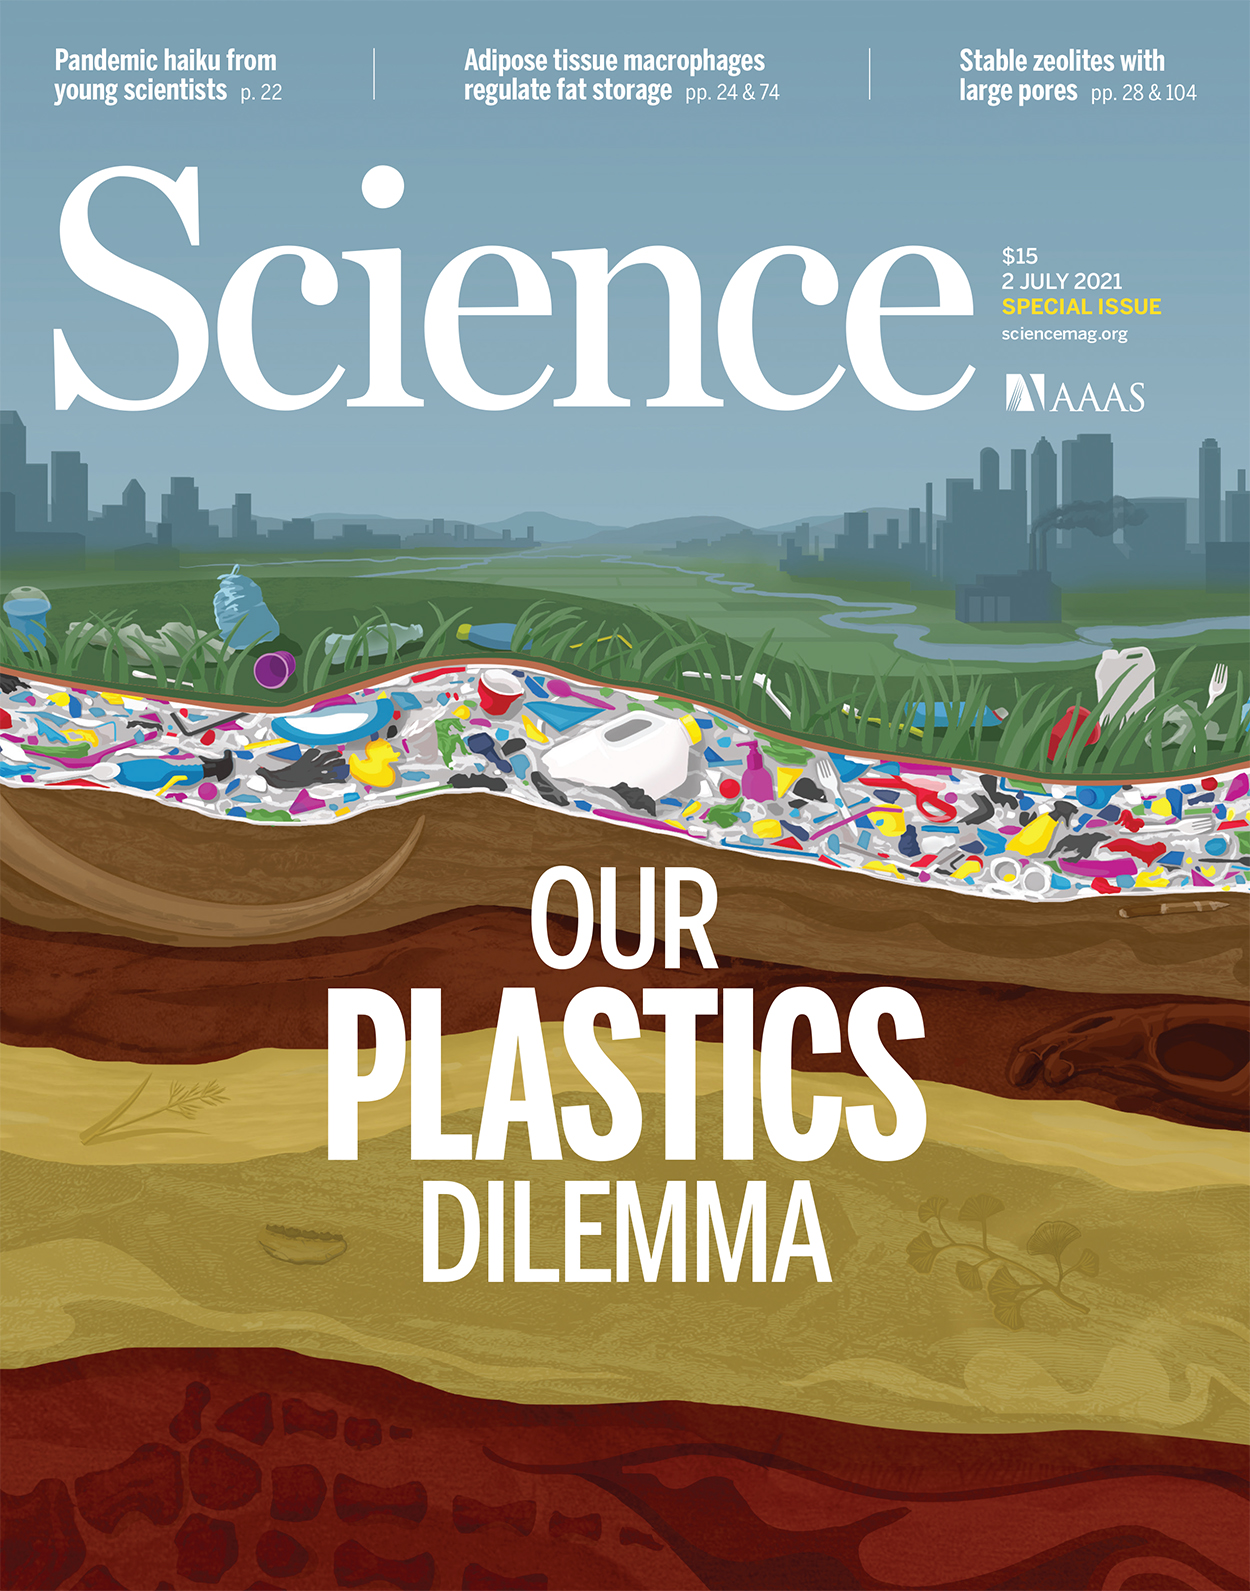 Pandemic haiku from
young scientists p. 22
Adipose tissue macrophages
regulate fat storage pp. 24 & 74
Stable zeolites with
large pores pp. 28 & 104
Science
$15
2 JULY 2021
SPECIAL ISSUE
sciencemag.org
AAAS
OUR
PLASTICS
DILEMMA